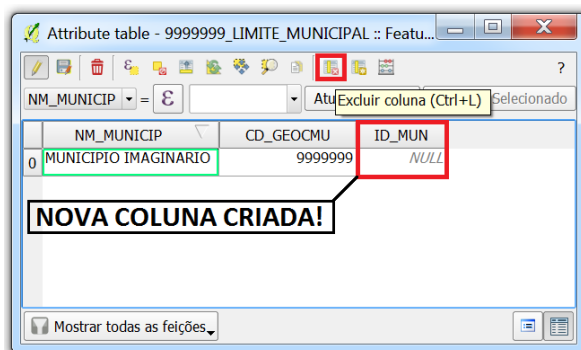 Attribute table - 9999999_LIMITE_MUNICIPAL :: Featu...
?
NM_MUNICIP = ε Atu Excluir coluna (Ctrl+L) Selecionado
NM_MUNICIP CD_GEOCMU ID_MUN
0 MUNICIPIO IMAGINARIO 9999999 NULL
NOVA COLUNA CRIADA!
Mostrar todas as feições